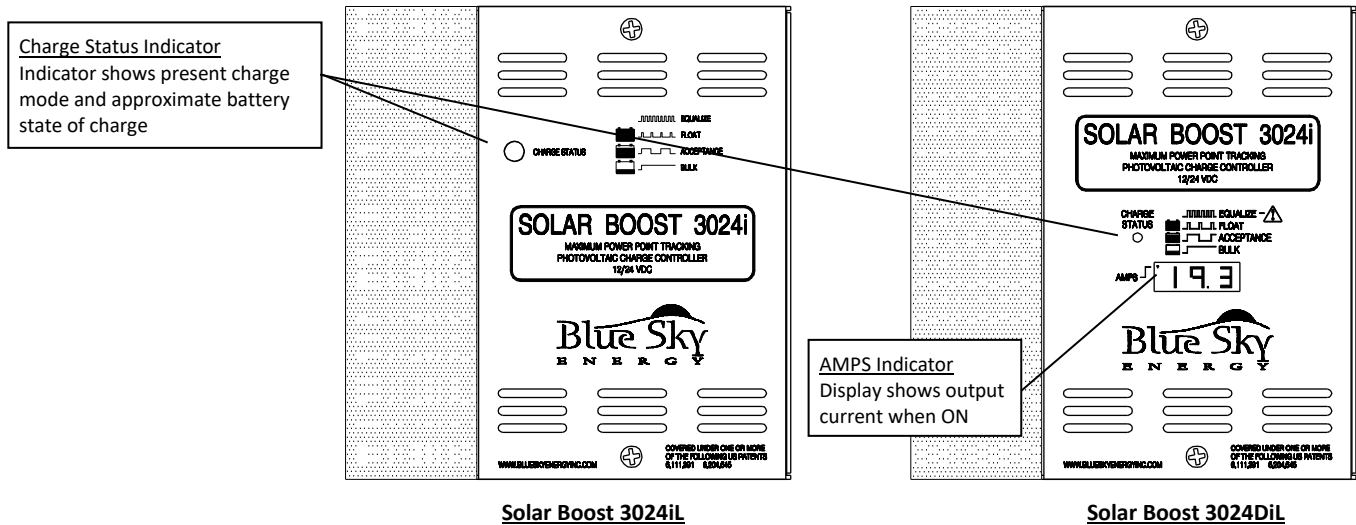 Charge Status Indicator
Indicator shows present charge
mode and approximate battery
state of charge
EQUALIZE
FLOAT
CHARGE STATUS
ACCEPTANCE
BULK
SOLAR BOOST 3024i
MAXIMUM POWER POINT TRACKING
PHOTOVOLTAIC CHARGE CONTROLLER
12/24 VDC
Blue Sky
ENERGY
WWW.BLUESKYENERGYINC.COM
COVERED UNDER ONE OR MORE
OF THE FOLLOWING US PATENTS
6,111,391 6,204,645
Solar Boost 3024iL
SOLAR BOOST 3024i
MAXIMUM POWER POINT TRACKING
PHOTOVOLTAIC CHARGE CONTROLLER
12/24 VDC
CHARGE
STATUS
EQUALIZE
FLOAT
ACCEPTANCE
BULK
AMPS
19.3
Blue Sky
ENERGY
AMPS Indicator
Display shows output
current when ON
WWW.BLUESKYENERGYINC.COM
COVERED UNDER ONE OR MORE
OF THE FOLLOWING US PATENTS
6,111,391 6,204,645
Solar Boost 3024DiL